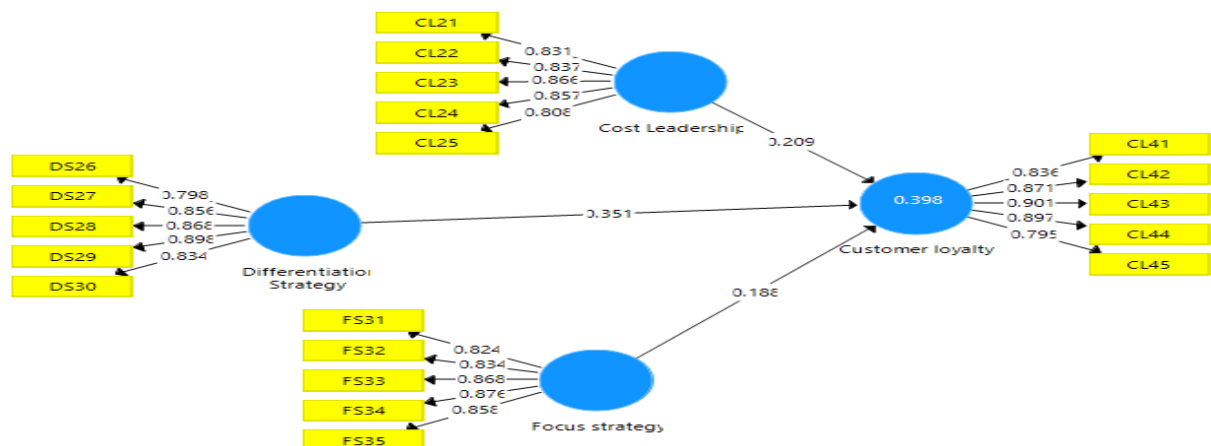 CL21
CL22
CL23
CL24
CL25
0.831
0.837
0.866
0.857
0.808
Cost Leadership
0.209
DS26
DS27
DS28
DS29
DS30
0.798
0.856
0.868
0.898
0.834
Differentiation
Strategy
0.351
FS31
FS32
FS33
FS34
FS35
0.824
0.834
0.868
0.876
0.858
Focus strategy
0.188
0.398
Customer loyalty
0.836
0.871
0.901
0.897
0.795
CL41
CL42
CL43
CL44
CL45